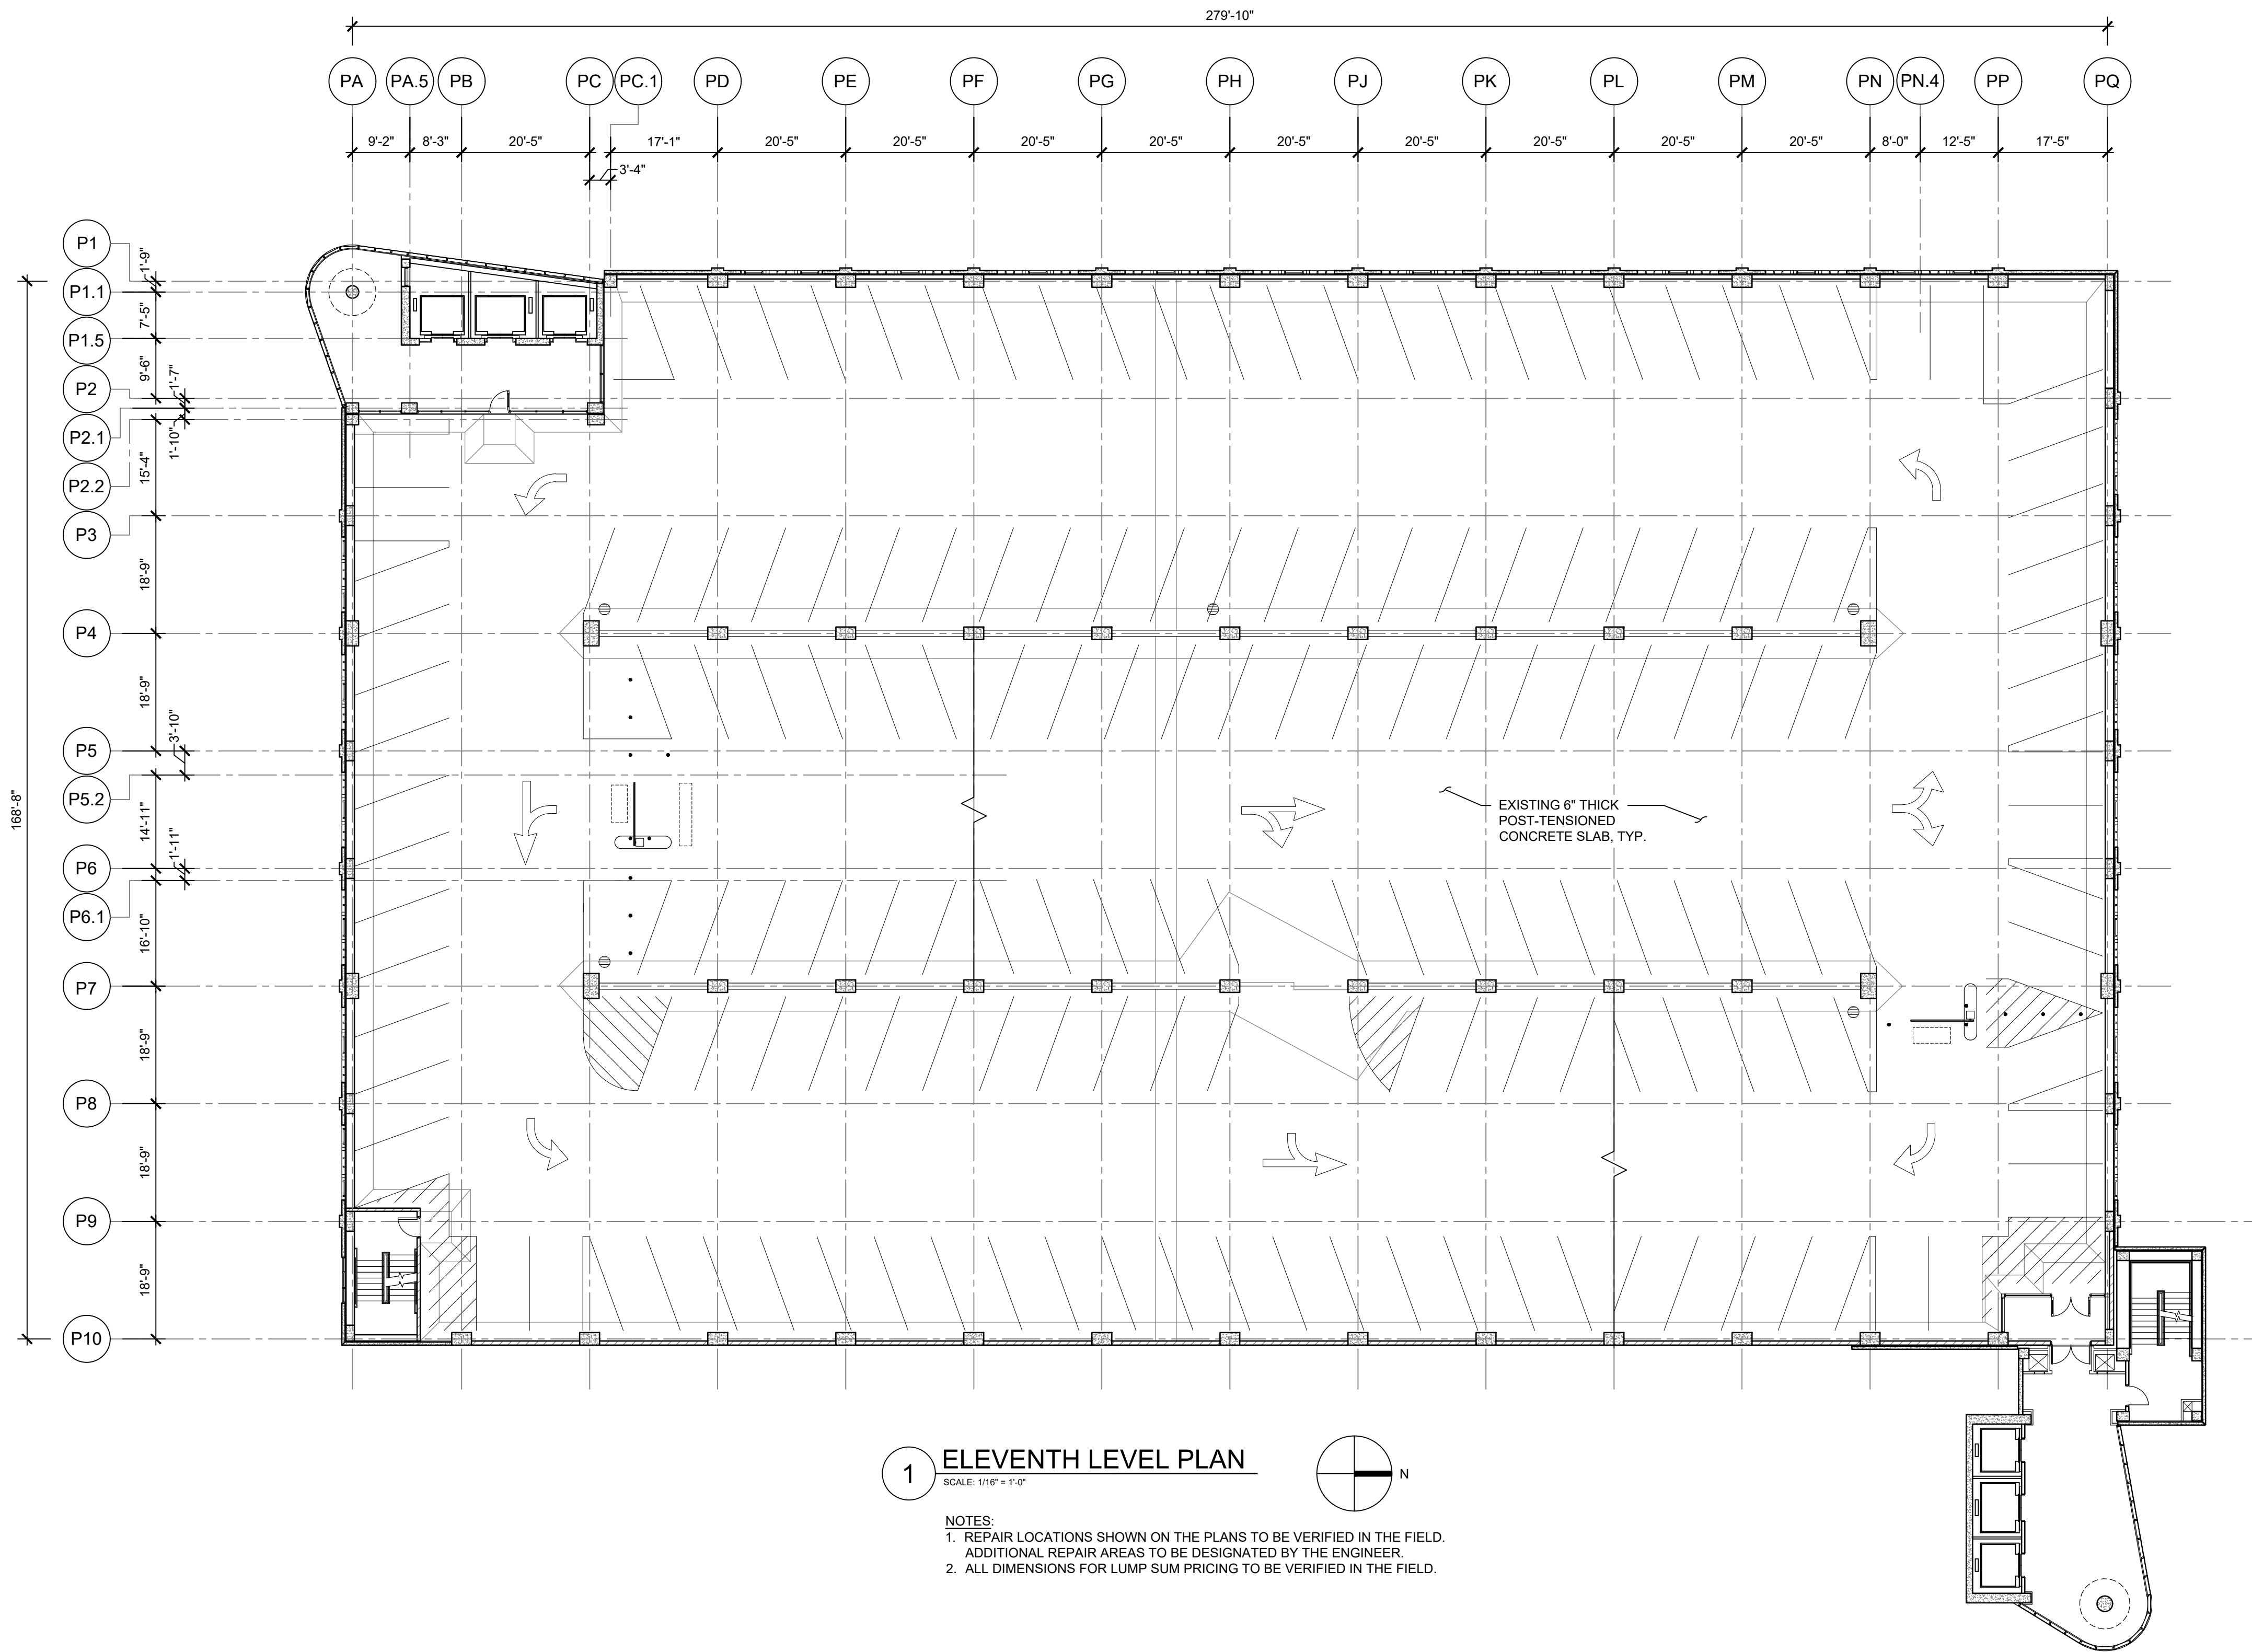 279'-10"
PA PA.5 PB PC PC.1 PD PE PF PG PH PJ PK PL PM PN PN.4 PP PQ
9'-2" 8'-3" 20'-5" 17'-1" 20'-5" 20'-5" 20'-5" 20'-5" 20'-5" 20'-5" 20'-5" 20'-5" 20'-5" 8'-0" 12'-5" 17'-5"
3'-4"
P1
1'-9"
P1.1
7'-5"
P1.5
9'-6"
1'-7"
P2
P2.1
1'-10"
15'-4"
P2.2
P3
18'-9"
P4
18'-9"
3'-10"
P5
P5.2
168'-8"
14'-11"
1'-11"
P6
P6.1
16'-10"
P7
18'-9"
P8
18'-9"
P9
18'-9"
P10
EXISTING 6" THICK
POST-TENSIONED
CONCRETE SLAB, TYP.
1 ELEVENTH LEVEL PLAN
SCALE: 1/16" = 1'-0"
N
NOTES:
1. REPAIR LOCATIONS SHOWN ON THE PLANS TO BE VERIFIED IN THE FIELD.
ADDITIONAL REPAIR AREAS TO BE DESIGNATED BY THE ENGINEER.
2. ALL DIMENSIONS FOR LUMP SUM PRICING TO BE VERIFIED IN THE FIELD.